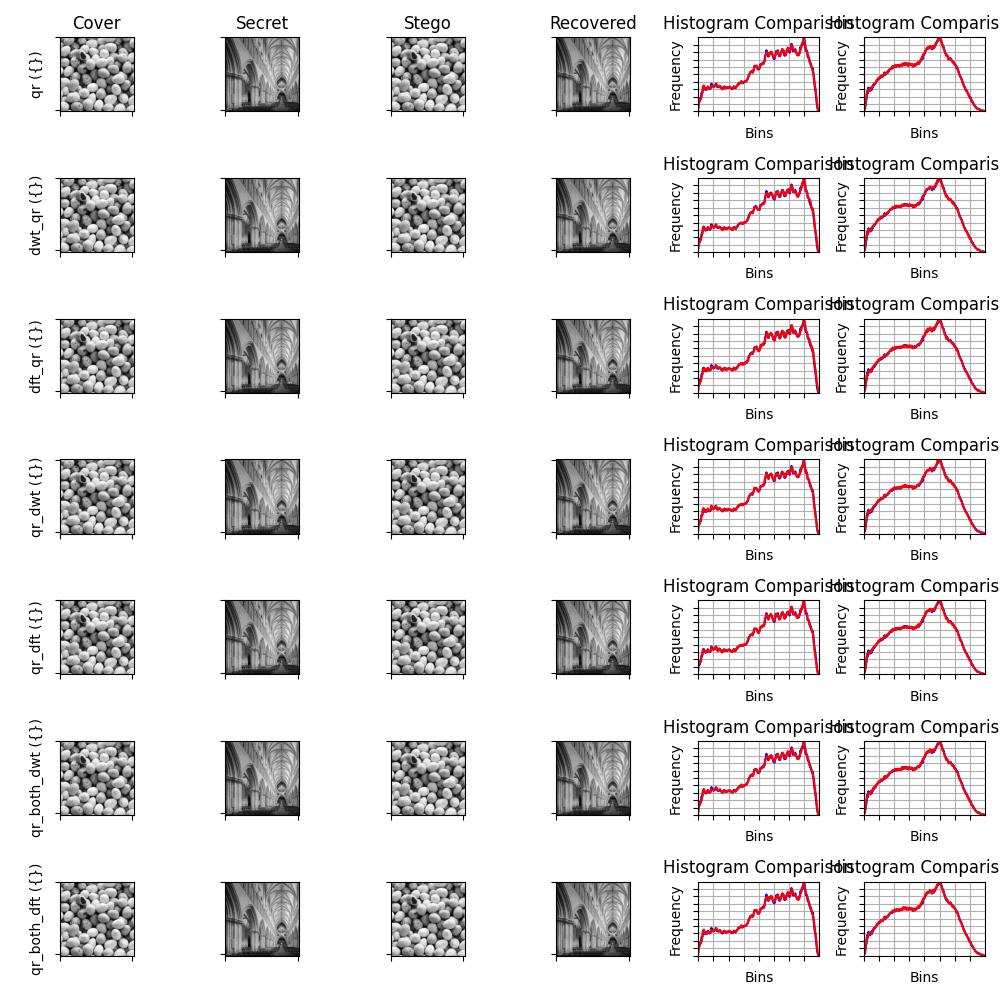 Cover Secret Stego Recovered Histogram Comparison Histogram Comparis
qr ({}) Frequency Frequency
Bins Bins
Histogram Comparison Histogram Comparis
dwt_qr ({}) Frequency Frequency
Bins Bins
Histogram Comparison Histogram Comparis
dft_qr ({}) Frequency Frequency
Bins Bins
Histogram Comparison Histogram Comparis
qr_dwt ({}) Frequency Frequency
Bins Bins
Histogram Comparison Histogram Comparis
qr_dft ({}) Frequency Frequency
Bins Bins
Histogram Comparison Histogram Comparis
qr_both_dwt ({}) Frequency Frequency
Bins Bins
Histogram Comparison Histogram Comparis
qr_both_dft ({}) Frequency Frequency
Bins Bins